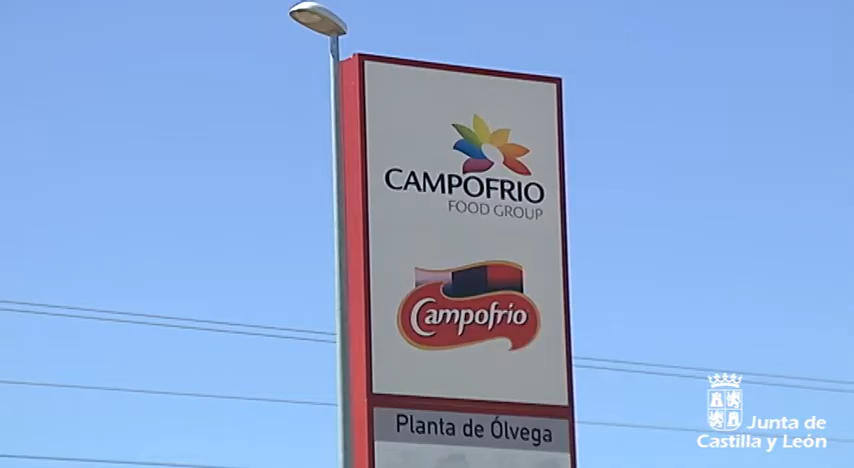 CAMPOFRIO
FOOD GROUP
Campofrio
Planta de Ólvega
Junta de
Castilla y León